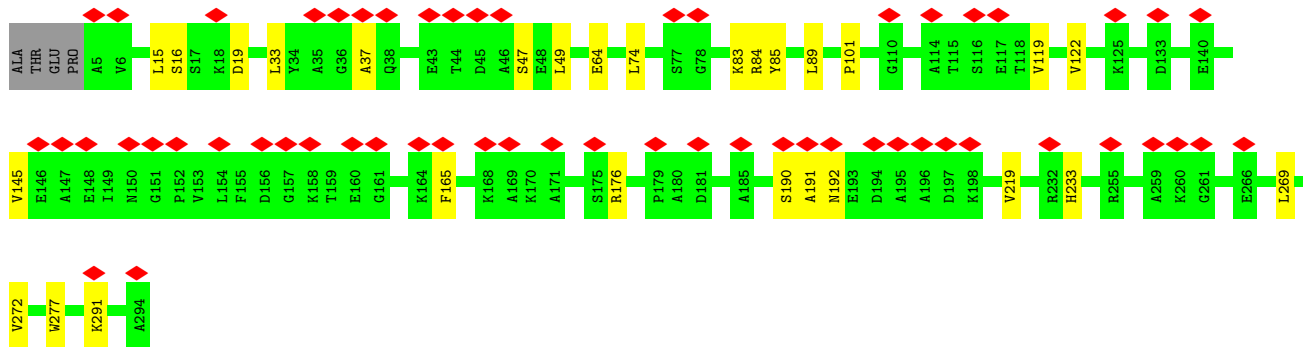 ALA THR GLU PRO A5 V6 L15 S16 S17 K18 D19 L33 Y34 A35 G36 A37 Q38 E43 T44 D45 A46 S47 E48 L49 E64 L74 S77 G78 K83 R84 Y85 L89 P101 G110 A114 T115 S116 E117 T118 V119 V122 K125 D133 E140
V145 E146 A147 E148 I149 N150 G151 P152 V153 L154 F155 D156 G157 K158 T159 E160 G161 K164 F165 K168 A169 K170 A171 S175 R176 P179 A180 D181 A185 S190 A191 N192 E193 D194 A195 A196 D197 K198 V219 R232 H233 R255 A259 K260 G261 E266 L269
V272 W277 K291 A294